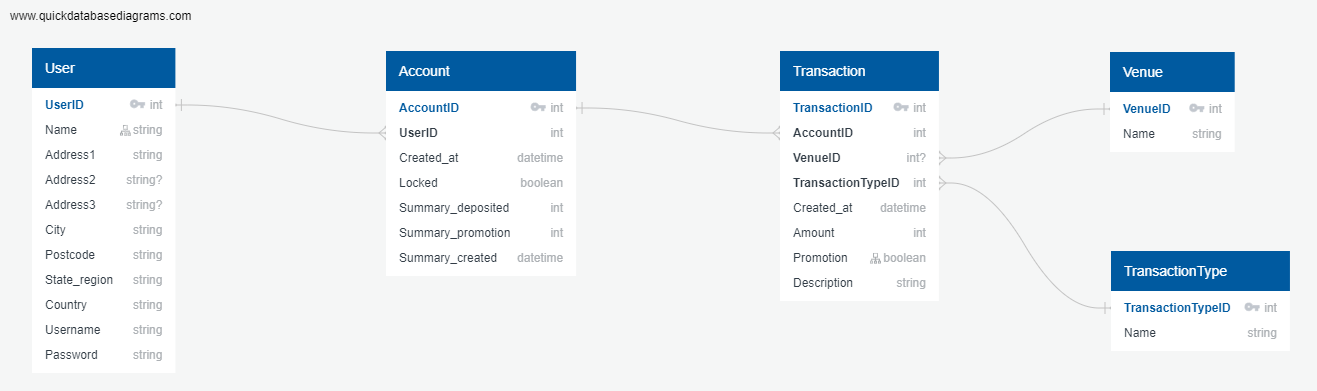 www.quickdatabasediagrams.com
User
UserID int
Name string
Address1 string
Address2 string?
Address3 string?
City string
Postcode string
State_region string
Country string
Username string
Password string
Account
AccountID int
UserID int
Created_at datetime
Locked boolean
Summary_deposited int
Summary_promotion int
Summary_created datetime
Transaction
TransactionID int
AccountID int
VenueID int?
TransactionTypeID int
Created_at datetime
Amount int
Promotion boolean
Description string
Venue
VenueID int
Name string
TransactionType
TransactionTypeID int
Name string